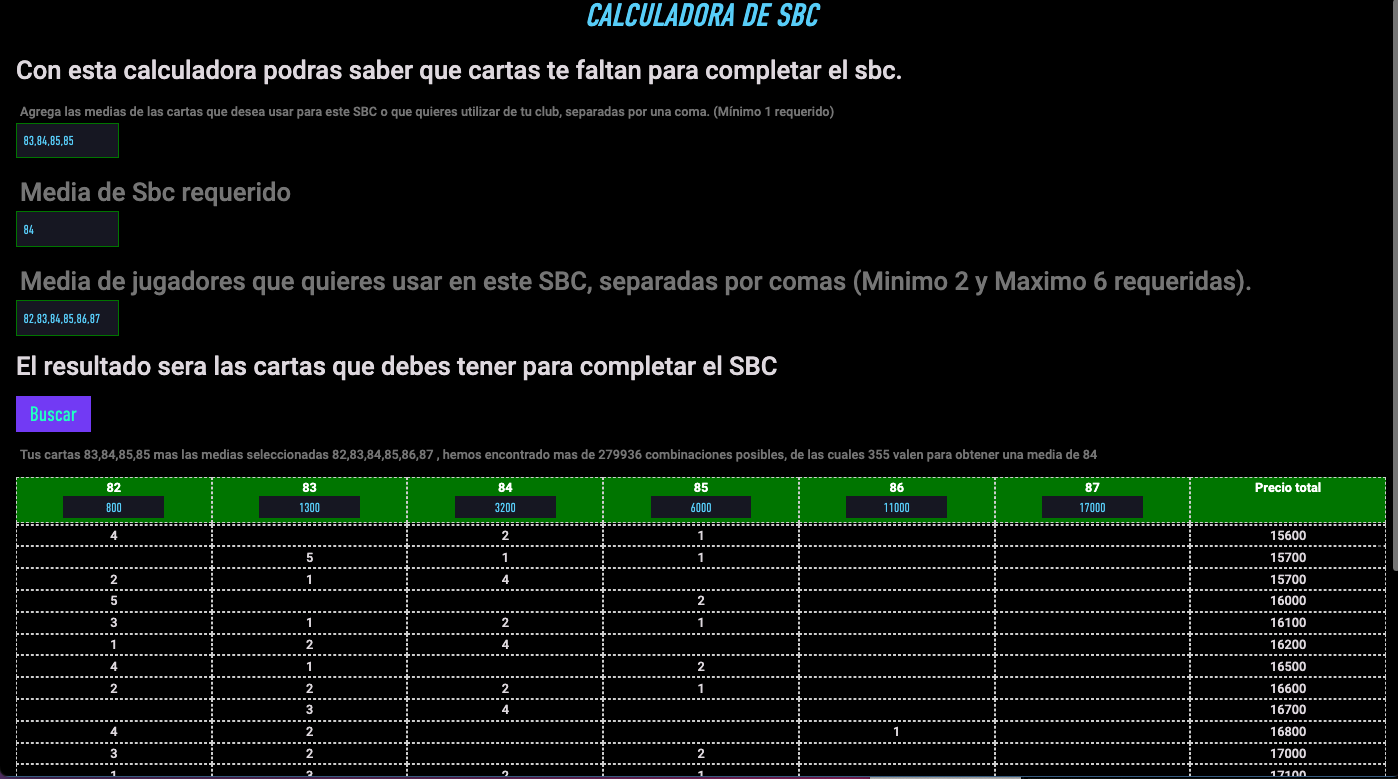 CALCULADORA DE SBC
Con esta calculadora podras saber que cartas te faltan para completar el sbc.
Agrega las medias de las cartas que desea usar para este SBC o que quieres utilizar de tu club, separadas por una coma. (Mínimo 1 requerido)
83,84,85,85
Media de Sbc requerido
84
Media de jugadores que quieres usar en este SBC, separadas por comas (Minimo 2 y Maximo 6 requeridas).
82,83,84,85,86,87
El resultado sera las cartas que debes tener para completar el SBC
Buscar
Tus cartas 83,84,85,85 mas las medias seleccionadas 82,83,84,85,86,87 , hemos encontrado mas de 279936 combinaciones posibles, de las cuales 355 valen para obtener una media de 84
82 83 84 85 86 87 Precio total
800 1300 3200 6000 11000 17000
4 2 1 15600
5 1 1 15700
2 1 4 15700
5 2 16000
3 1 2 1 16100
1 2 4 16200
4 1 2 16500
2 2 2 1 16600
3 4 16700
4 2 1 16800
3 2 2 17000
1 3 2 1 17100